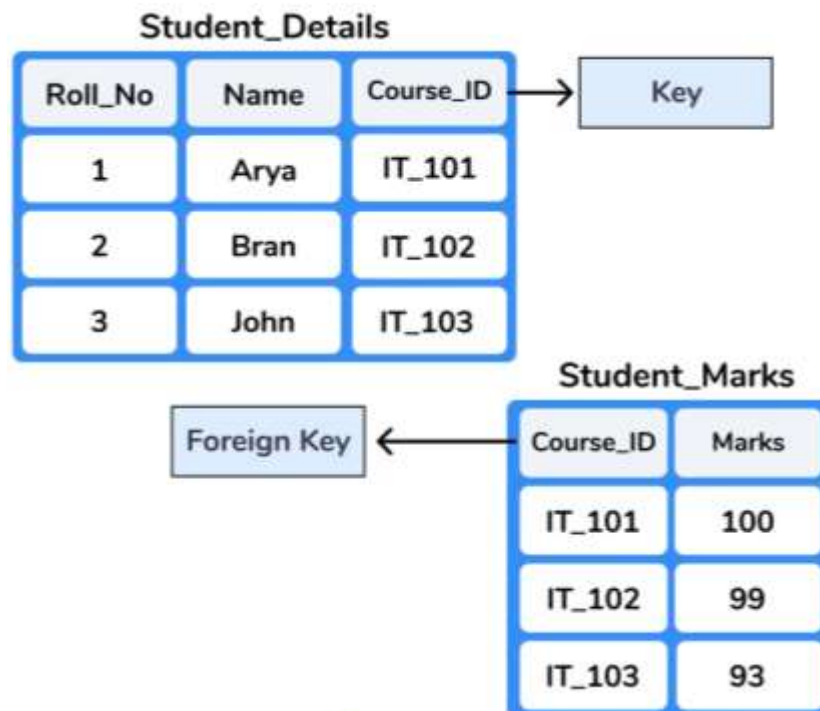 Student_Details
Roll_No Name Course_ID Key
1 Arya IT_101
2 Bran IT_102
3 John IT_103
Student_Marks
Foreign Key Course_ID Marks
IT_101 100
IT_102 99
IT_103 93